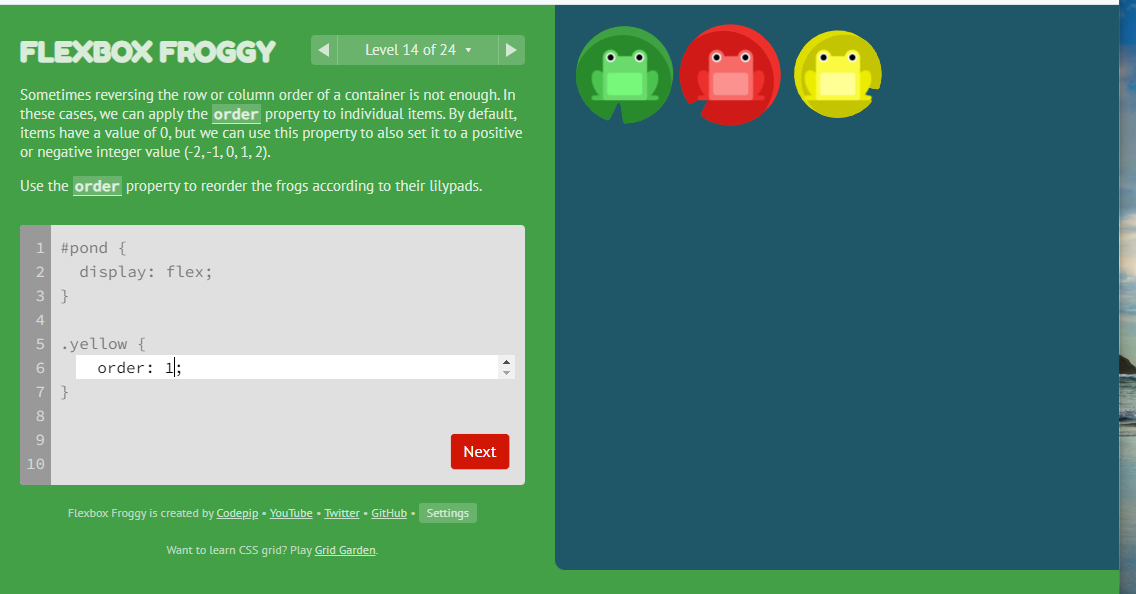 FLEXBOX FROGGY
Level 14 of 24
Sometimes reversing the row or column order of a container is not enough. In
these cases, we can apply the order property to individual items. By default,
items have a value of 0, but we can use this property to also set it to a positive
or negative integer value (-2, -1, 0, 1, 2).
Use the order property to reorder the frogs according to their lilypads.
1 #pond {
2 display: flex;
3 }
4
5 .yellow {
6 order: 1;
7 }
8
9
10
Next
Flexbox Froggy is created by Codepip • YouTube • Twitter • GitHub • Settings
Want to learn CSS grid? Play Grid Garden.